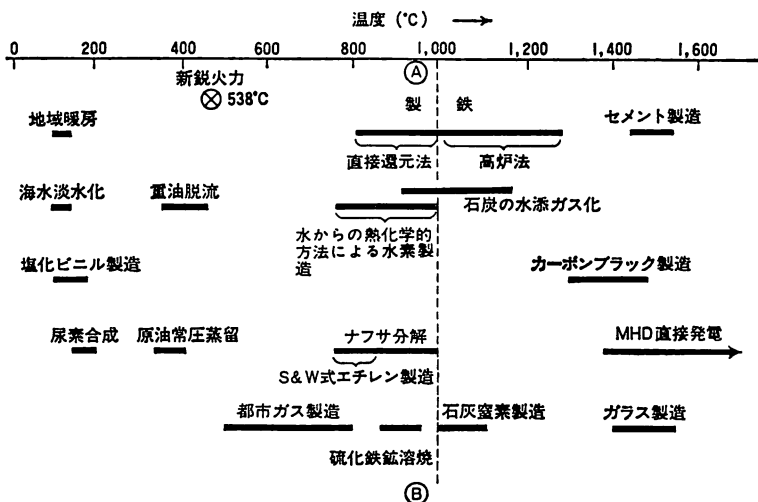 温度 (°C) →
0 200 400 600 800 1,000 1,200 1,400 1,600
Ⓐ
新鋭火力
538°C
地域暖房
製鉄
セメント製造
直接還元法
高炉法
海水淡水化
重油脱流
石炭の水添ガス化
水からの熱化学的
方法による水素製
造
塩化ビニル製造
カーボンブラック製造
尿素合成
原油常圧蒸留
ナフサ分解
MHD直接発電
S&W式エチレン製造
都市ガス製造
石灰窒素製造
ガラス製造
硫化鉄鉱溶焼
Ⓑ